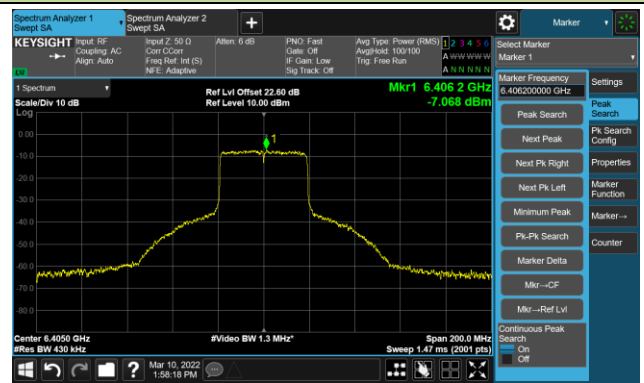 Spectrum Analyzer 1
Swept SA
Spectrum Analyzer 2
Swept SA
+
Marker
KEYSIGHT
Input: RF
Coupling: AC
Align: Auto
Input Z: 50 Ω
Corr CCorr
Freq Ref: Int (S)
NFE: Adaptive
Atten: 6 dB
PNO: Fast
Gate: Off
IF Gain: Low
Sig Track: Off
Avg Type: Power (RMS)
Avg|Hold: 100/100
Trig: Free Run
1 2 3 4 5 6
A W W W W W
A N N N N N
Select Marker
Marker 1
1 Spectrum
Scale/Div 10 dB
Log
Ref Lvl Offset 22.60 dB
Ref Level 10.00 dBm
Mkr1 6.406 2 GHz
-7.068 dBm
0.00
-10.0
-20.0
-30.0
-40.0
-50.0
-60.0
-70.0
-80.0
1
Center 6.4050 GHz
#Res BW 430 kHz
#Video BW 1.3 MHz*
Span 200.0 MHz
Sweep 1.47 ms (2001 pts)
Marker Frequency
6.406200000 GHz
Peak Search
Next Peak
Next Pk Right
Next Pk Left
Minimum Peak
Pk-Pk Search
Marker Delta
Mkr→CF
Mkr→Ref Lvl
Continuous Peak
Search
On
Off
Settings
Peak
Search
Pk Search
Config
Properties
Marker
Function
Marker→
Counter
?
Mar 10, 2022
1:58:18 PM